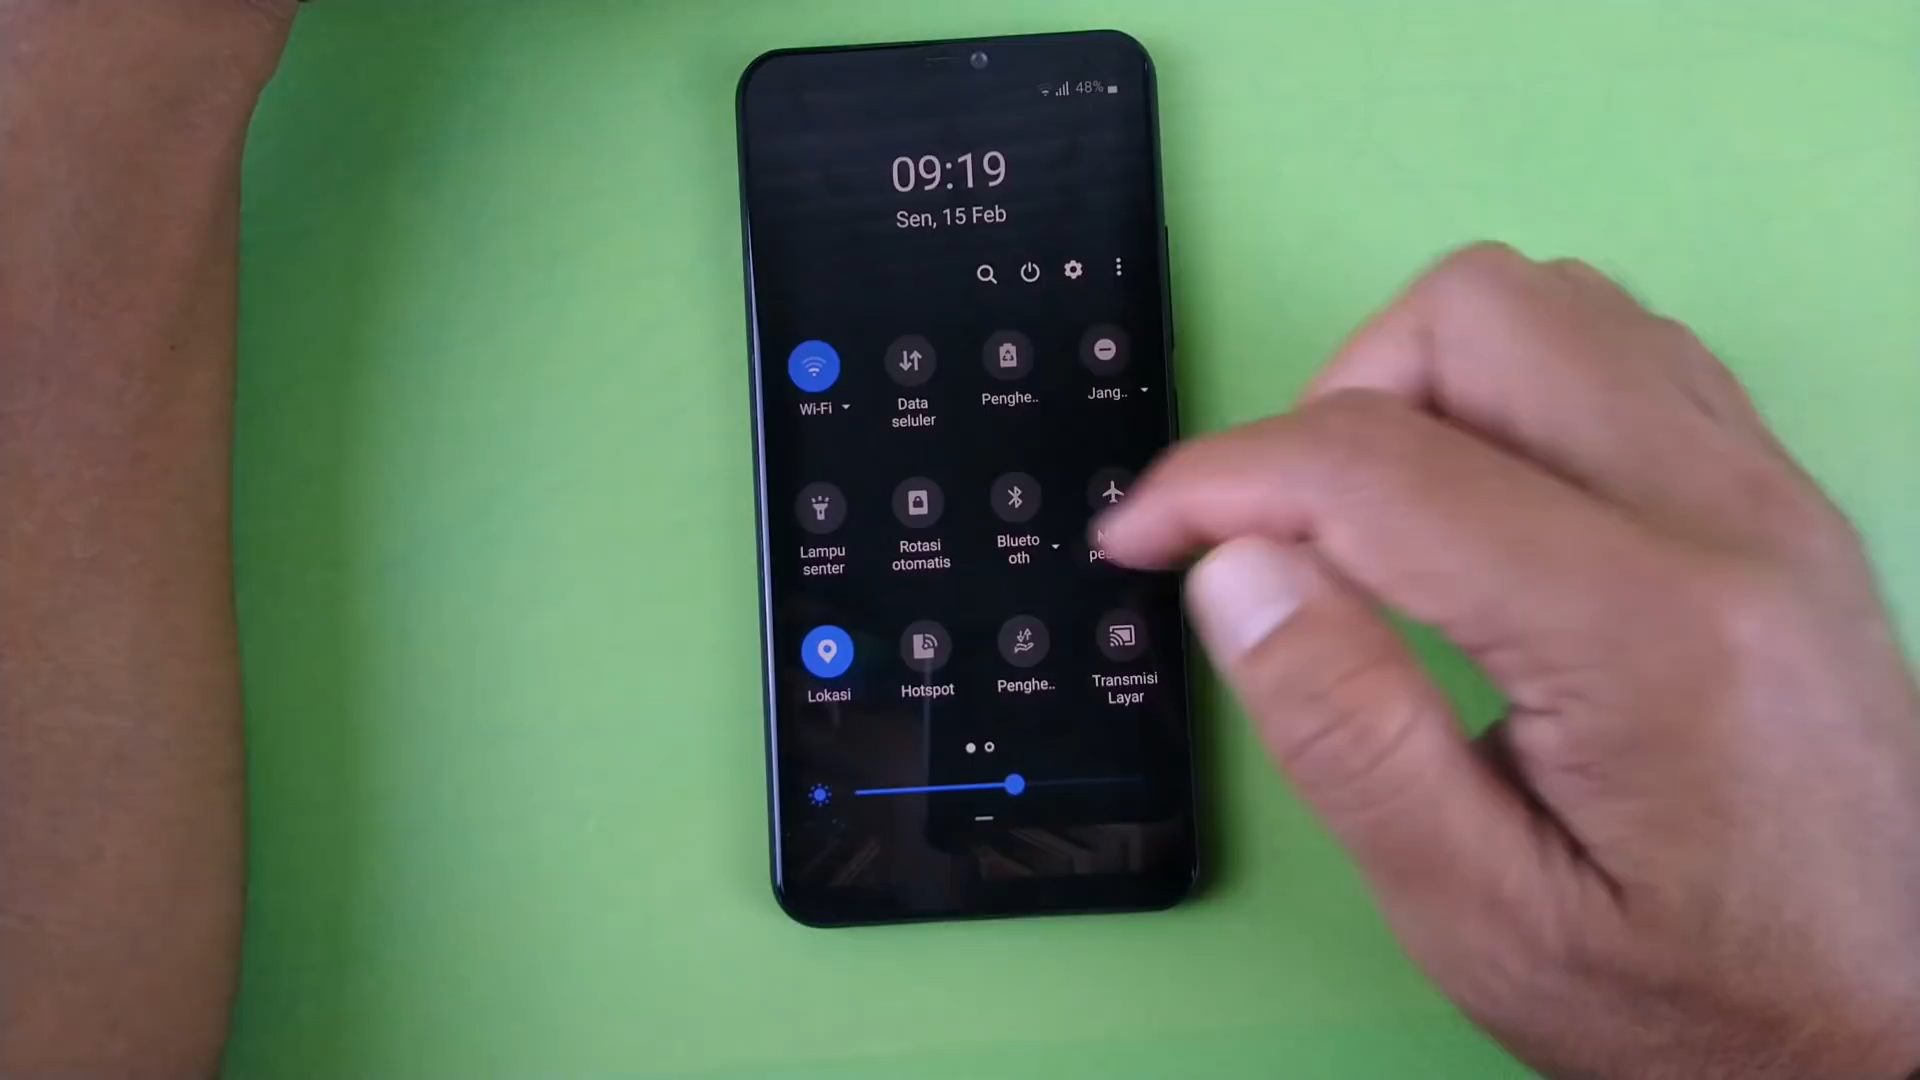 48%
09:19
Sen, 15 Feb
Wi-Fi
Data
seluler
Penghe..
Jang..
Lampu
senter
Rotasi
otomatis
Blueto
oth
Lokasi
Hotspot
Penghe..
Transmisi
Layar